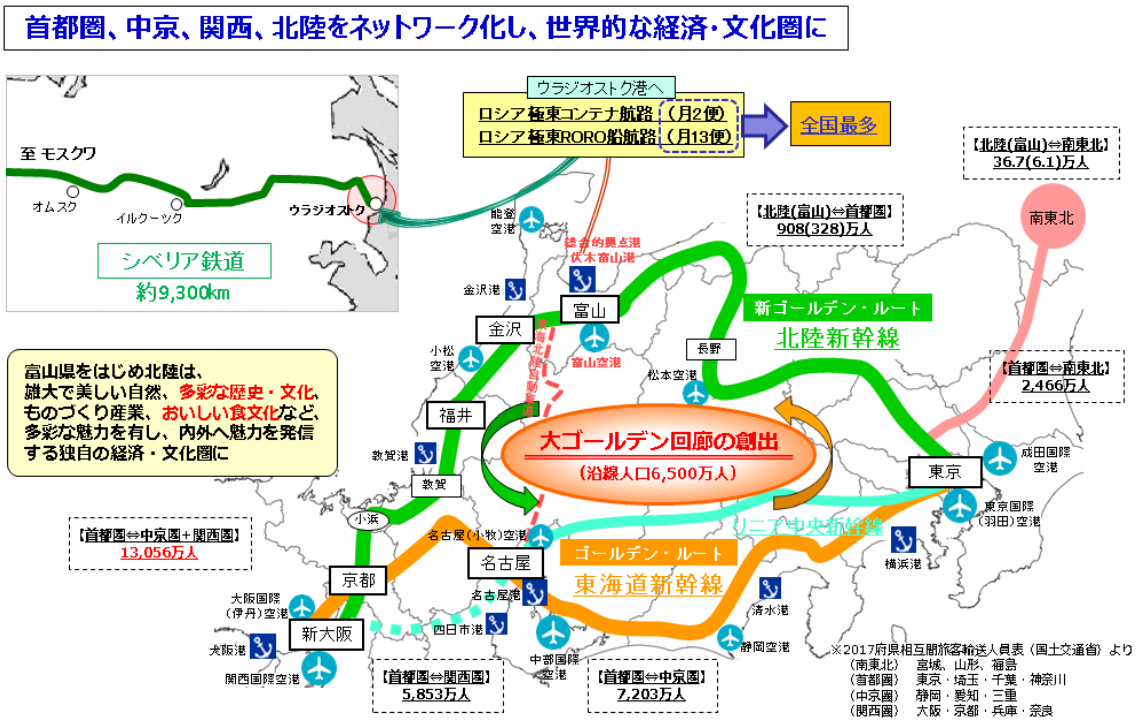 首都圏、中京、関西、北陸をネットワーク化し、世界的な経済・文化圏に
ウラジオストク港へ
ロシア極東コンテナ航路（月2便）
ロシア極東RORO船航路（月13便）
全国最多
至 モスクワ
オムスク
イルクーック
ウラジオストク
シベリア鉄道
約9,300km
【北陸(富山)⇔南東北】
36.7(6.1)万人
南東北
【北陸(富山)⇔首都圏】
908(328)万人
能登
空港
総合的拠点港
伏木富山港
金沢港
富山
金沢
富山空港
小松
空港
東海北陸自動車道
新ゴールデン・ルート
北陸新幹線
長野
松本空港
【首都圏⇔南東北】
2,466万人
富山県をはじめ北陸は、
雄大で美しい自然、多彩な歴史・文化、
ものづくり産業、おいしい食文化など、
多彩な魅力を有し、内外へ魅力を発信
する独自の経済・文化圏に
福井
敦賀港
敦賀
小浜
大ゴールデン回廊の創出
（沿線人口6,500万人）
東京
成田国際
空港
東京国際
（羽田）空港
リニア中央新幹線
横浜港
【首都圏⇔中京圏＋関西圏】
13,056万人
名古屋（小牧）空港
名古屋
名古屋港
ゴールデン・ルート
東海道新幹線
京都
大阪国際
（伊丹）空港
新大阪
大阪港
関西国際空港
四日市港
中部国際
空港
清水港
静岡空港
【首都圏⇔関西圏】
5,853万人
【首都圏⇔中京圏】
7,203万人
※2017府県相互間旅客輸送人員表（国土交通省）より
（南東北） 宮城、山形、福島
（首都圏） 東京・埼玉・千葉・神奈川
（中京圏） 静岡・愛知・三重
（関西圏） 大阪・京都・兵庫・奈良